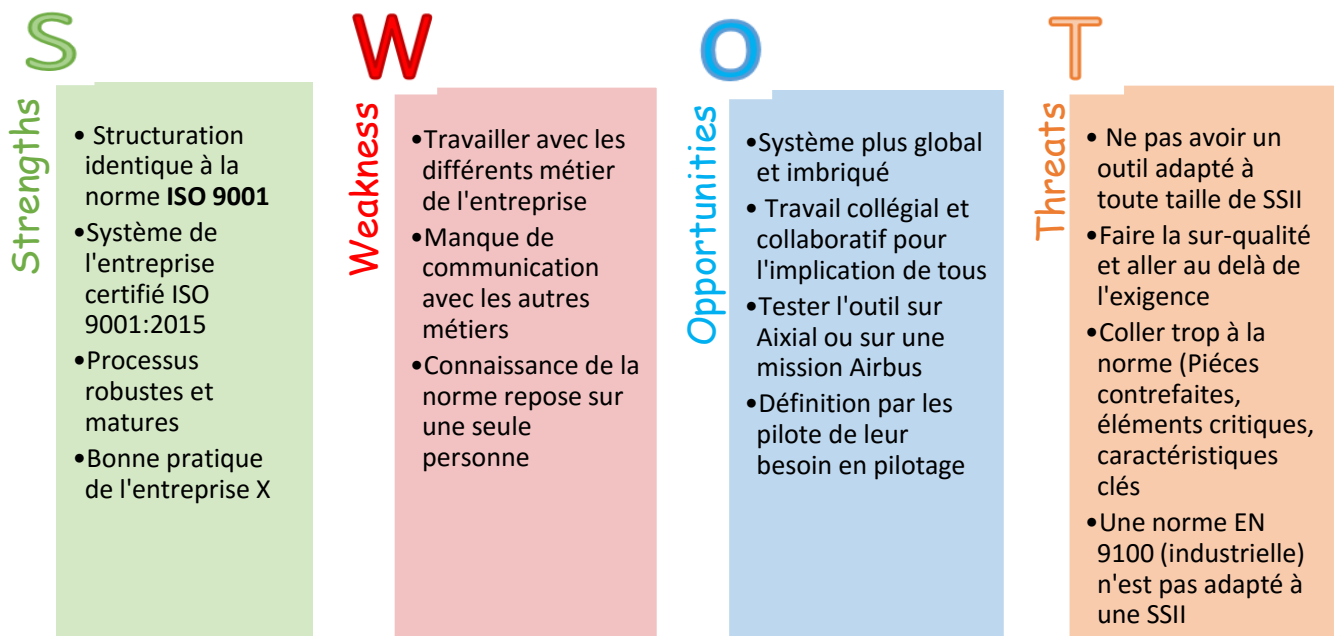 S
Strengths
• Structuration
identique à la
norme ISO 9001
•Système de
l'entreprise
certifié ISO
9001:2015
•Processus
robustes et
matures
•Bonne pratique
de l'entreprise X
W
Weakness
•Travailler avec les
différents métier
de l'entreprise
•Manque de
communication
avec les autres
métiers
•Connaissance de la
norme repose sur
une seule
personne
O
Opportunities
•Système plus global
et imbriqué
• Travail collégial et
collaboratif pour
l'implication de tous
•Tester l'outil sur
Aixial ou sur une
mission Airbus
•Définition par les
pilote de leur
besoin en pilotage
T
Threats
• Ne pas avoir un
outil adapté à
toute taille de SSII
•Faire la sur-qualité
et aller au delà de
l'exigence
•Coller trop à la
norme (Piéces
contrefaites,
éléments critiques,
caractéristiques
clés
•Une norme EN
9100 (industrielle)
n'est pas adapté à
une SSII